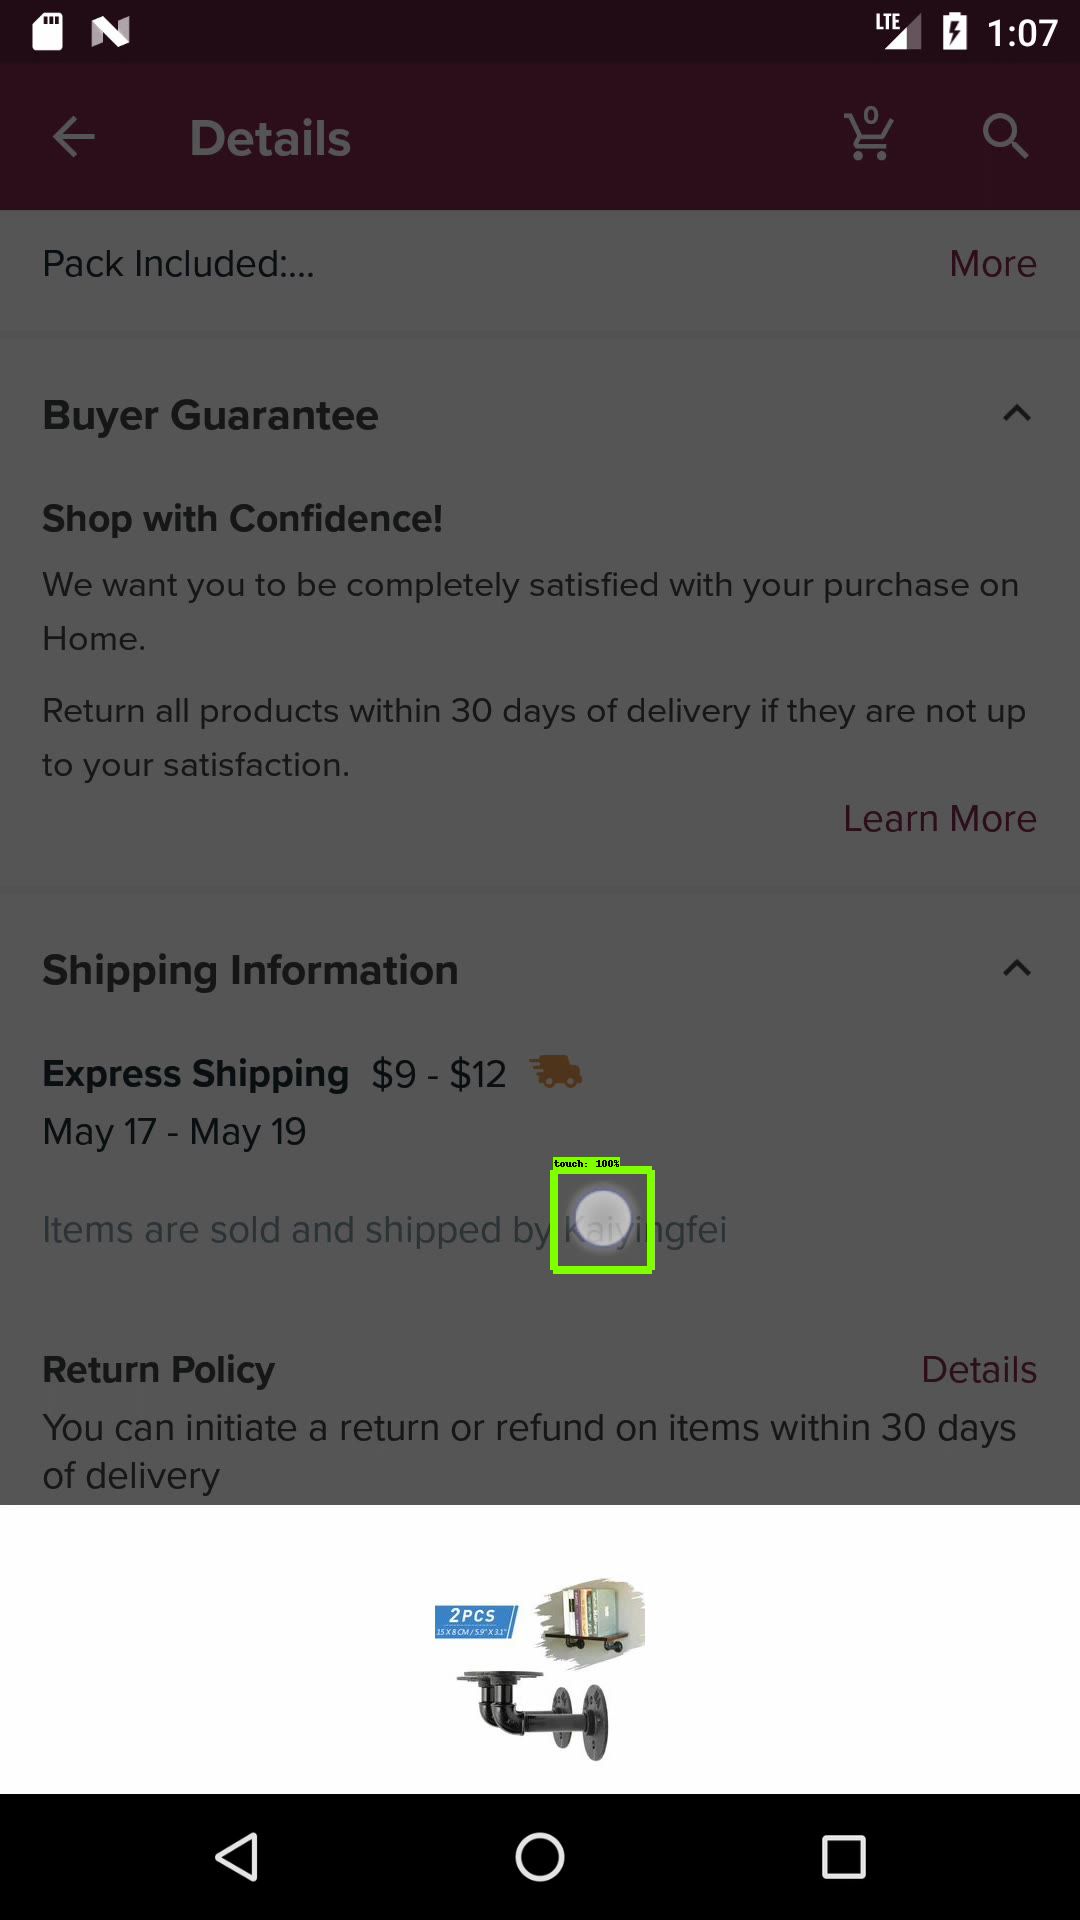 LTE 1:07
Details 0
Pack Included:... More
Buyer Guarantee
Shop with Confidence!
We want you to be completely satisfied with your purchase on
Home.
Return all products within 30 days of delivery if they are not up
to your satisfaction.
Learn More
Shipping Information
Express Shipping $9 - $12
May 17 - May 19
touch: 100%
Items are sold and shipped by Kaiyingfei
Return Policy Details
You can initiate a return or refund on items within 30 days
of delivery
2PCS
15 X 8 CM / 5.9" X 3.1"